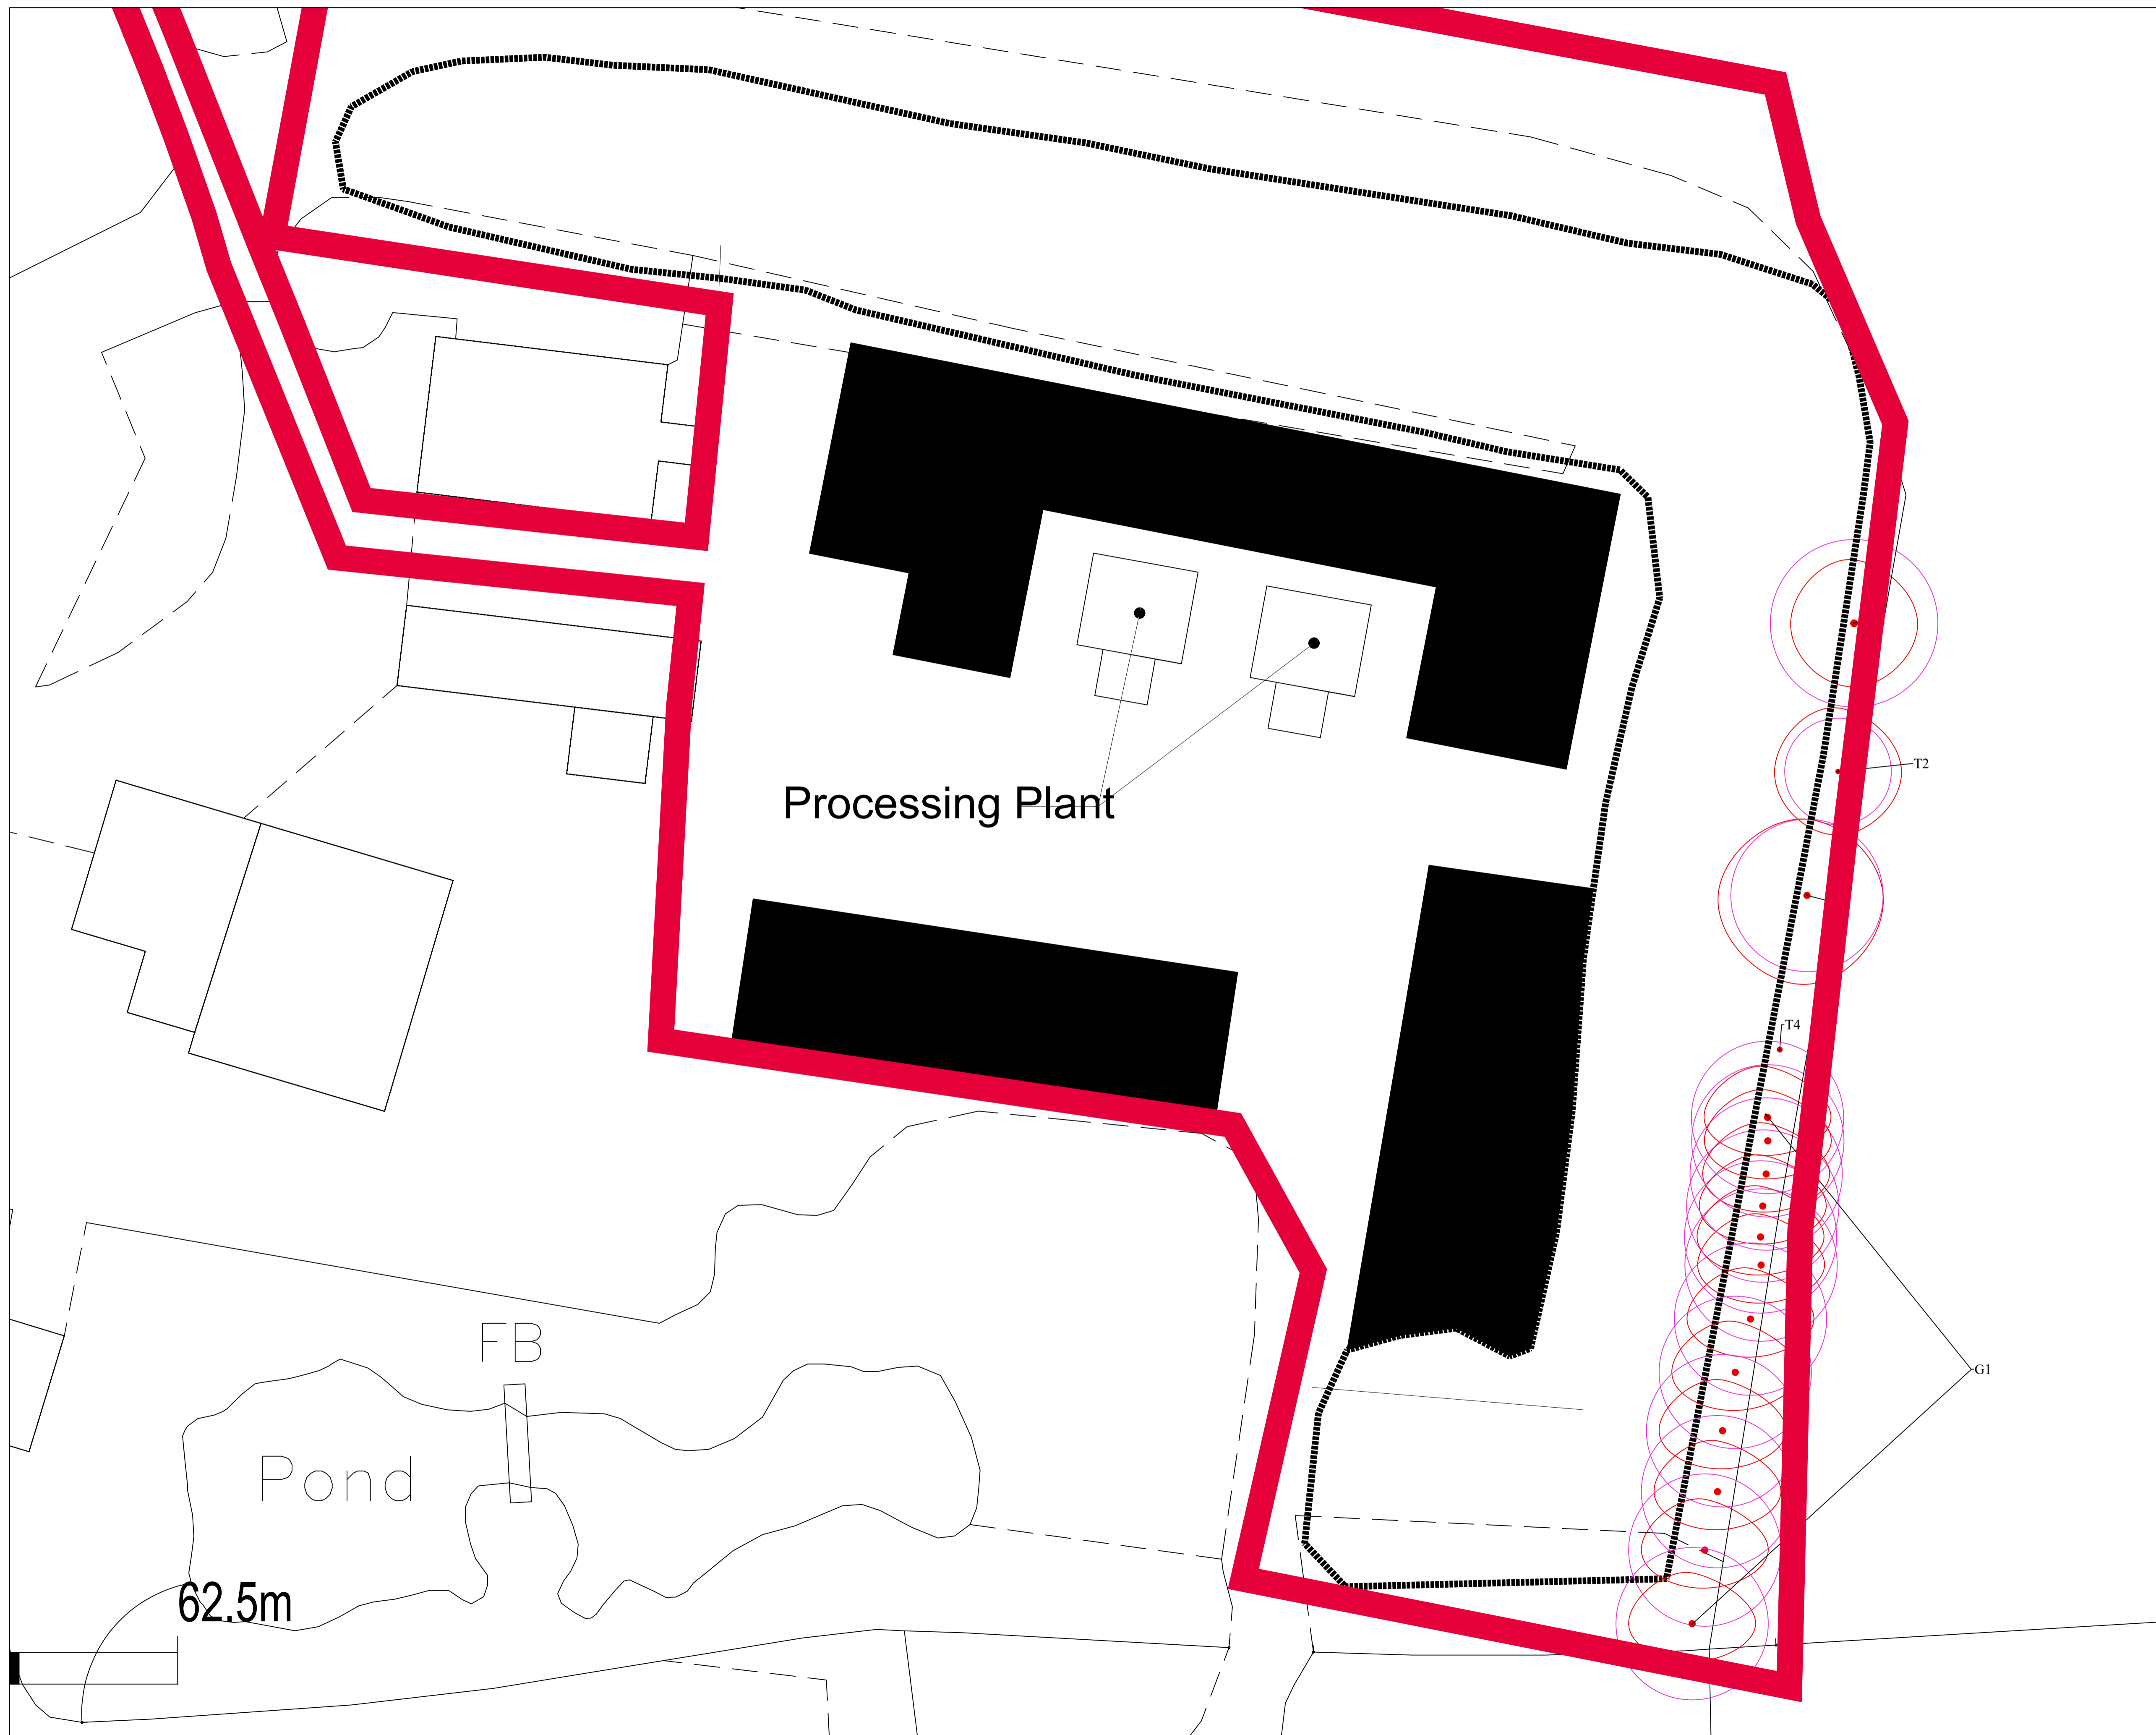 T2
Processing Plant
T4
FB
G1
Pond
62.5m